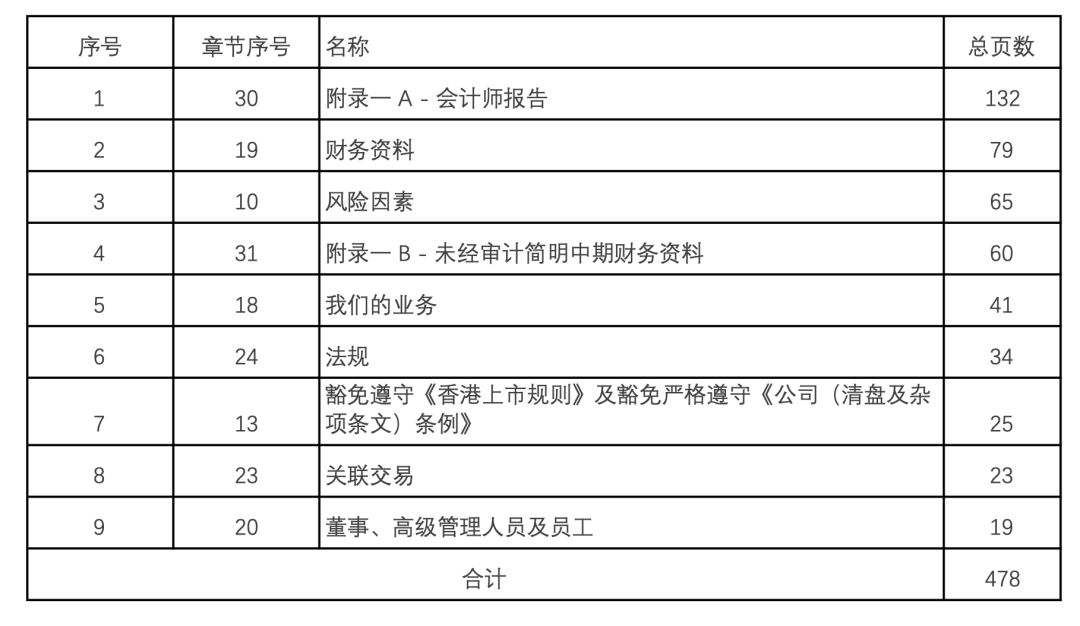 序号 章节序号 名称 总页数
1 30 附录一 A - 会计师报告 132
2 19 财务资料 79
3 10 风险因素 65
4 31 附录一 B - 未经审计简明中期财务资料 60
5 18 我们的业务 41
6 24 法规 34
豁免遵守《香港上市规则》及豁免严格遵守《公司（清盘及杂
7 13 项条文）条例》 25
8 23 关联交易 23
9 20 董事、高级管理人员及员工 19
合计 478